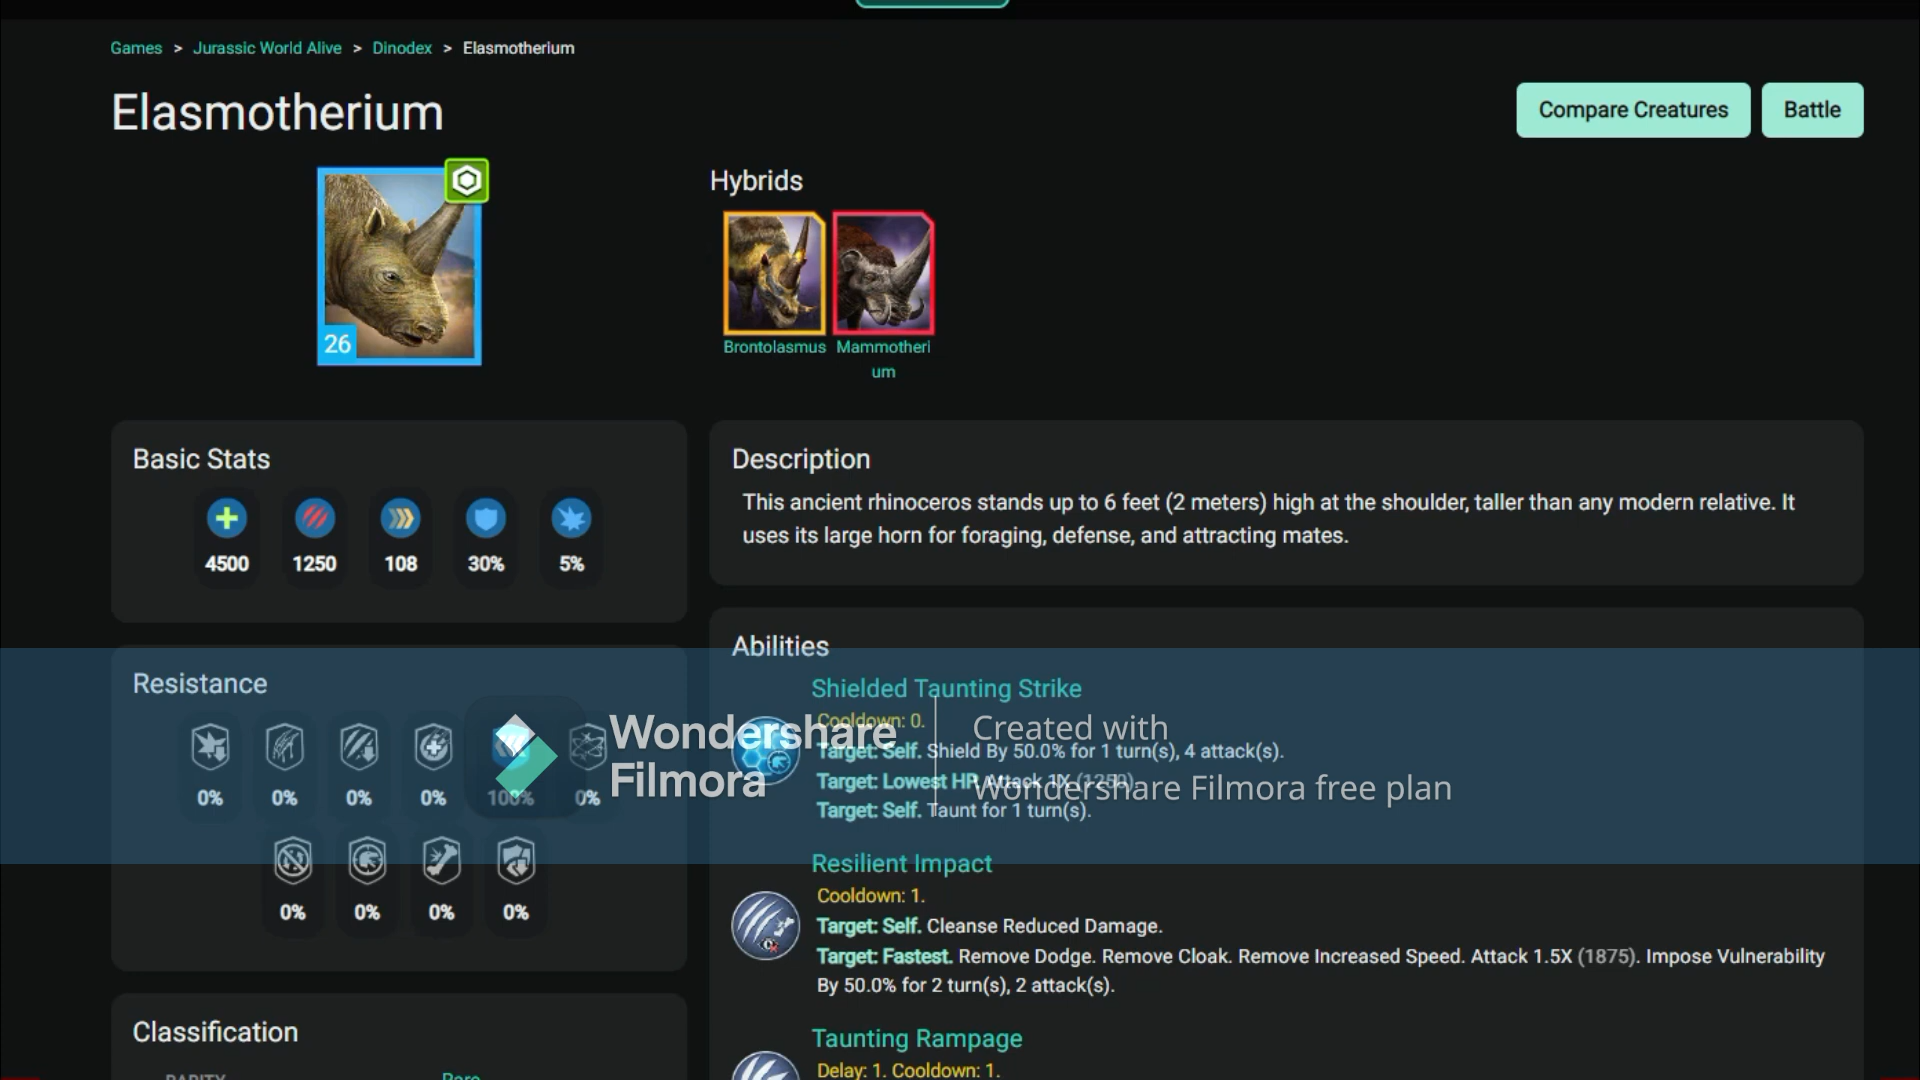 Games > Jurassic World Alive > Dinodex > Elasmotherium
Elasmotherium
Compare Creatures
Battle
26
Hybrids
Brontolasmus
Mammotheri
um
Basic Stats
4500
1250
108
30%
5%
Description
This ancient rhinoceros stands up to 6 feet (2 meters) high at the shoulder, taller than any modern relative. It
uses its large horn for foraging, defense, and attracting mates.
Resistance
0%
0%
0%
0%
100%
0%
0%
0%
0%
0%
Classification
RARITY
Rare
Abilities
Shielded Taunting Strike
Cooldown: 0.
Target: Self. Shield By 50.0% for 1 turn(s), 4 attack(s).
Target: Lowest HP. Attack 1X (1250).
Target: Self. Taunt for 1 turn(s).
Wondershare
Filmora
Created with
Wondershare Filmora free plan
Resilient Impact
Cooldown: 1.
Target: Self. Cleanse Reduced Damage.
Target: Fastest. Remove Dodge. Remove Cloak. Remove Increased Speed. Attack 1.5X (1875). Impose Vulnerability
By 50.0% for 2 turn(s), 2 attack(s).
Taunting Rampage
Delay: 1. Cooldown: 1.